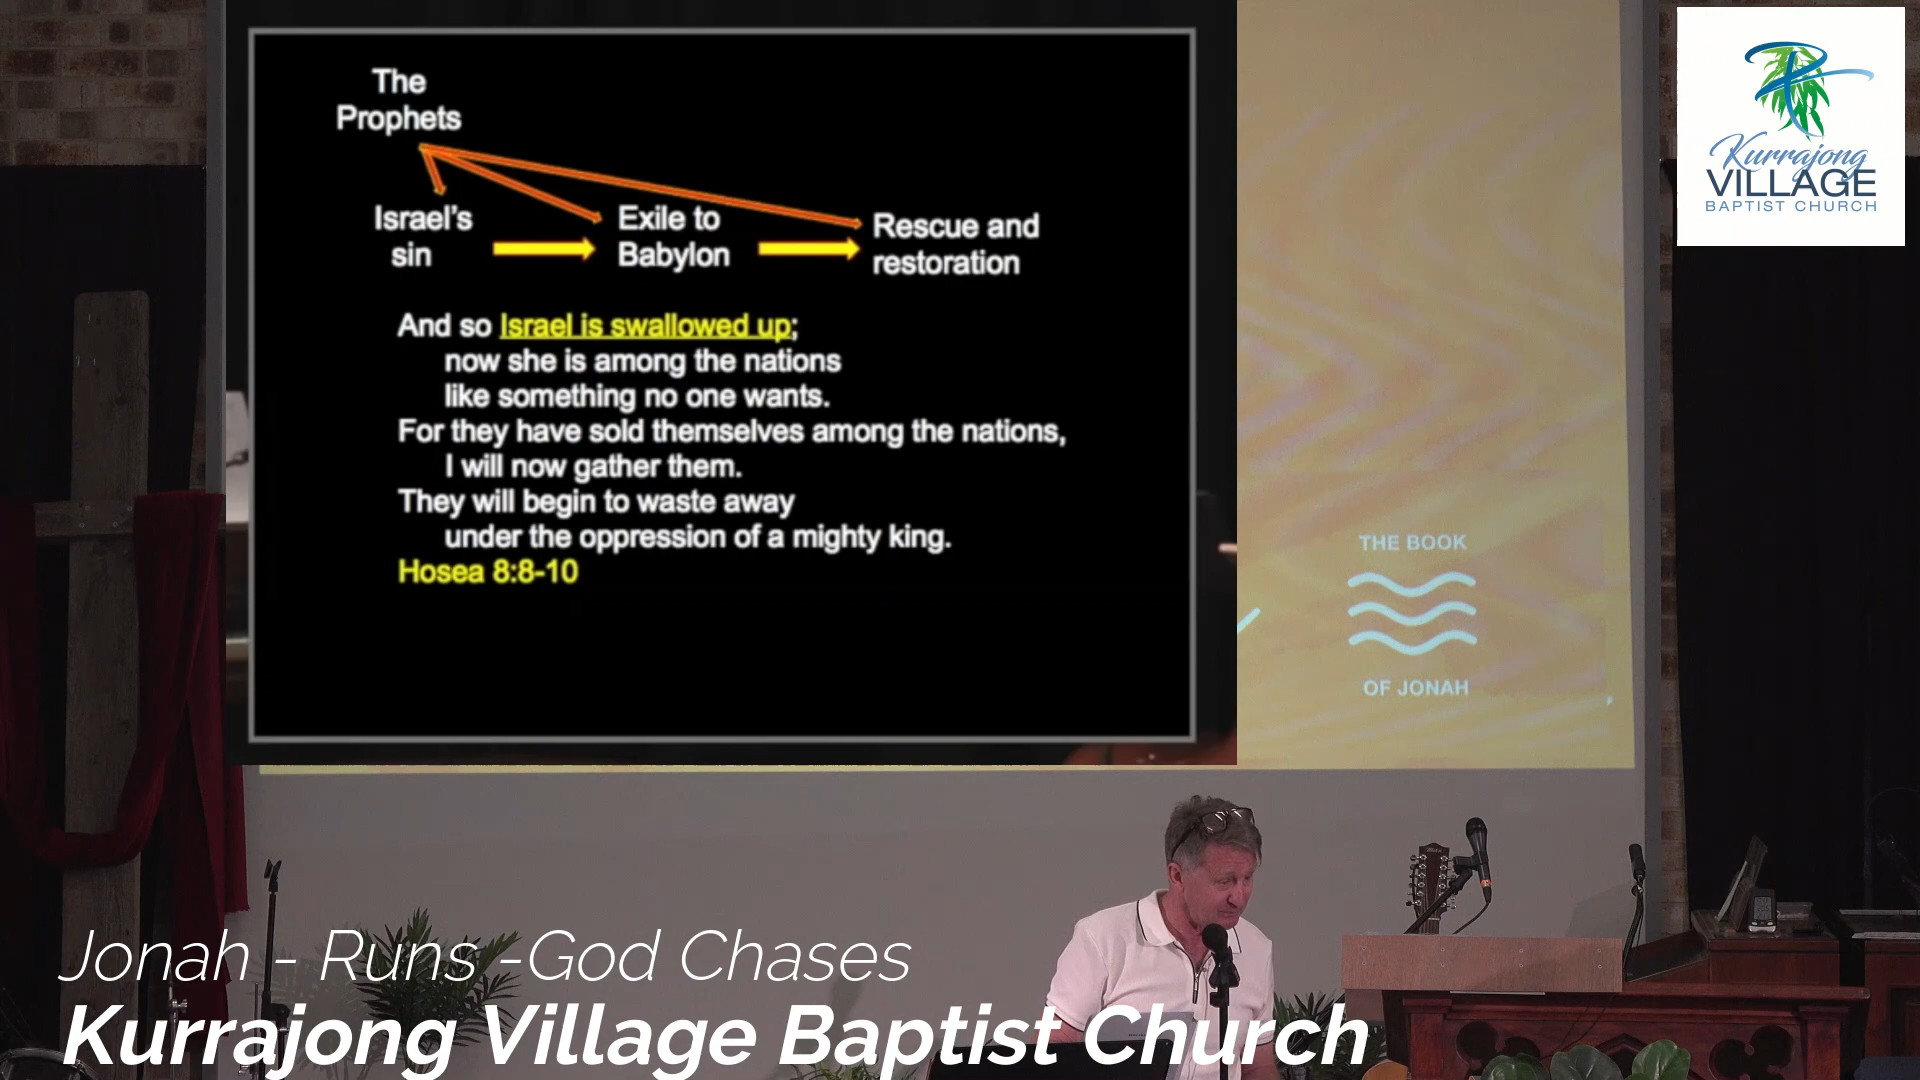 The
Prophets
Israel's
sin
Exile to
Babylon
Rescue and
restoration
And so Israel is swallowed up;
now she is among the nations
like something no one wants.
For they have sold themselves among the nations,
I will now gather them.
They will begin to waste away
under the oppression of a mighty king.
Hosea 8:8-10
Kurrajong
VILLAGE
BAPTIST CHURCH
THE BOOK
OF JONAH
Jonah - Runs -God Chases
Kurrajong Village Baptist Church